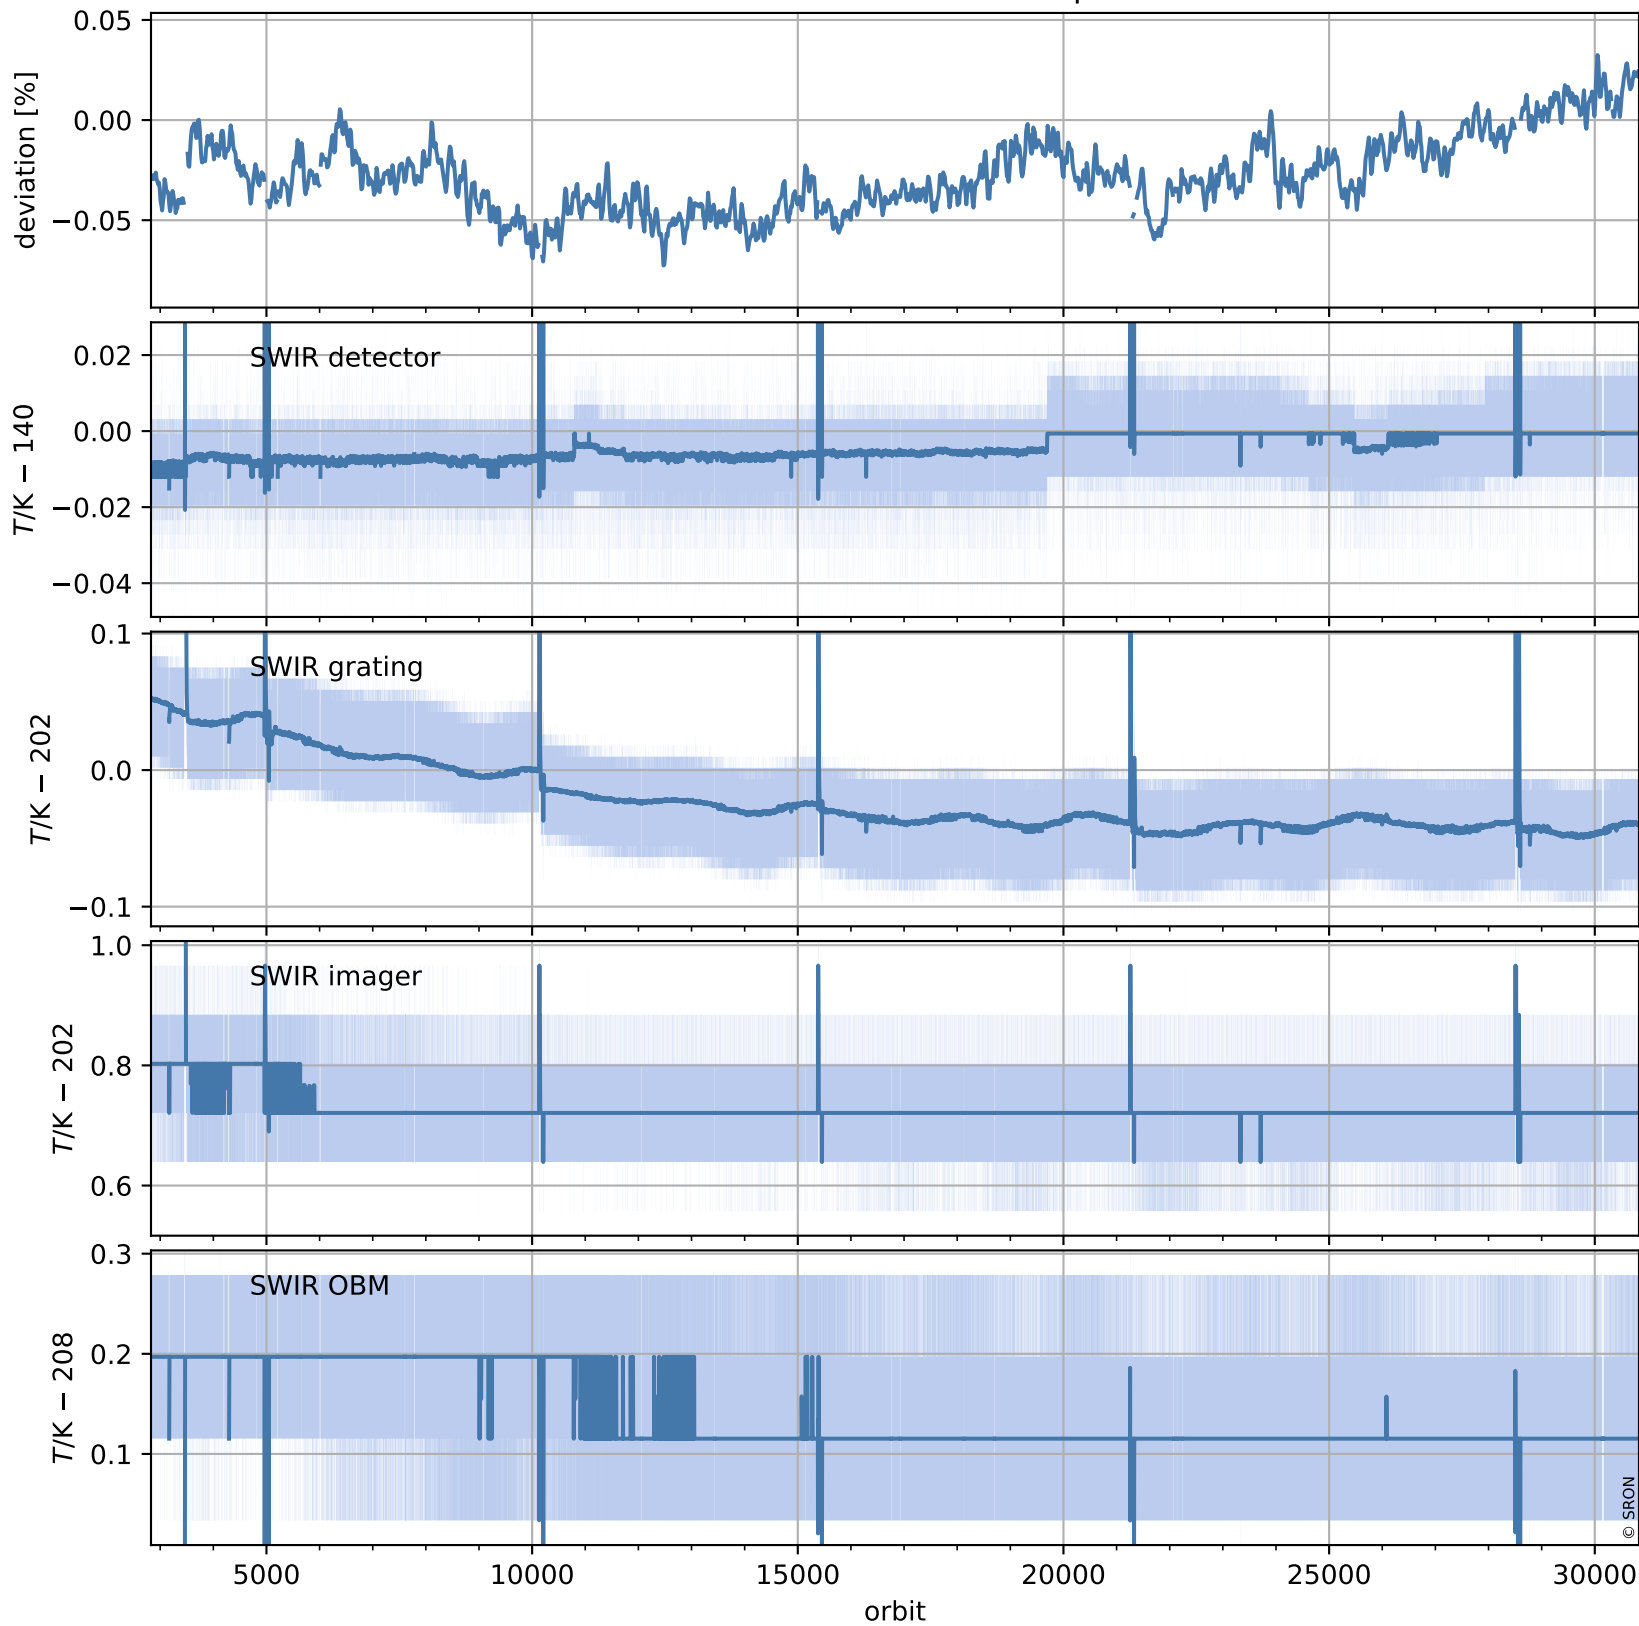 0.05
0.00
−0.05
deviation [%]
SWIR detector
0.02
0.00
−0.02
−0.04
T/K − 140
SWIR grating
0.1
0.0
−0.1
T/K − 202
SWIR imager
1.0
0.8
0.6
T/K − 202
SWIR OBM
0.3
0.2
0.1
T/K − 208
© SRON
5000 10000 15000 20000 25000 30000
orbit